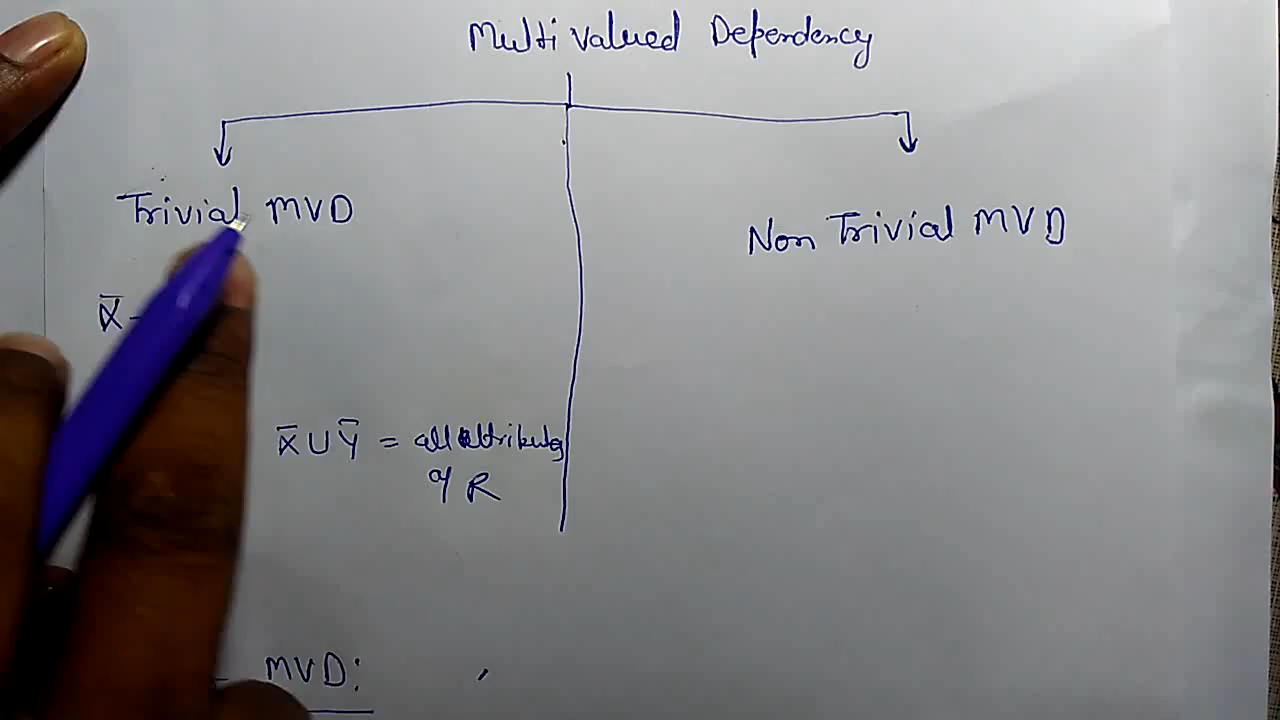 Multi Valued Dependency
Trivial MVD
Non Trivial MVD
X̅ -
X̅ ∪ Y̅ = all attributes
of R
MVD: